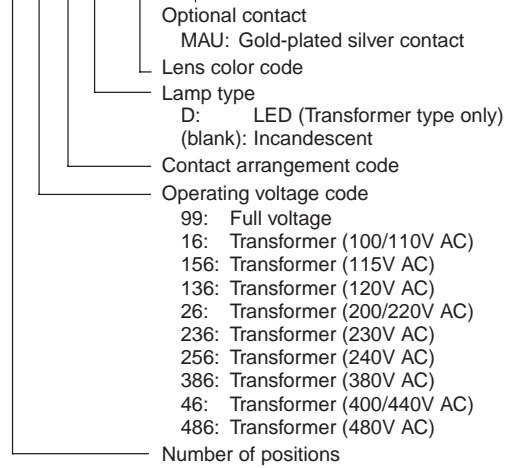 Optional contact
MAU: Gold-plated silver contact
Lens color code
Lamp type
D: LED (Transformer type only)
(blank): Incandescent
Contact arrangement code
Operating voltage code
99: Full voltage
16: Transformer (100/110V AC)
156: Transformer (115V AC)
136: Transformer (120V AC)
26: Transformer (200/220V AC)
236: Transformer (230V AC)
256: Transformer (240V AC)
386: Transformer (380V AC)
46: Transformer (400/440V AC)
486: Transformer (480V AC)
Number of positions